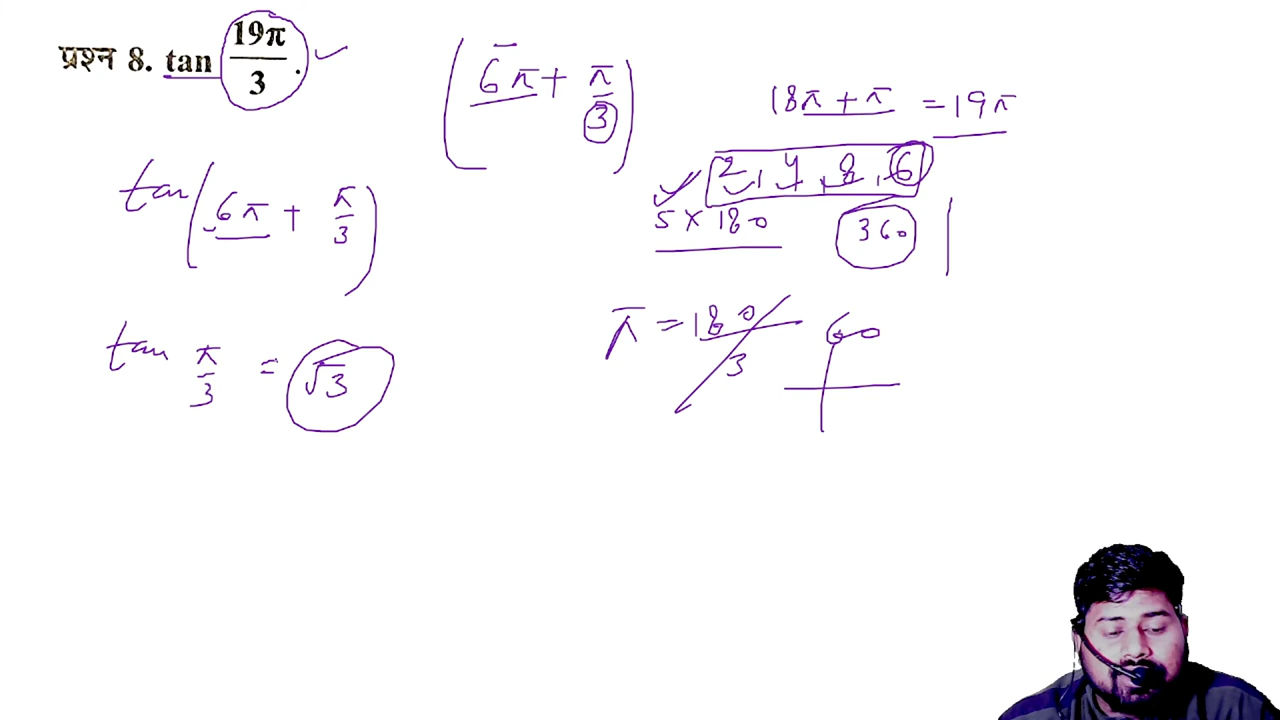 प्रश्न 8. tan 19π/3.
(6π + π/3)
18π + π = 19π
2, 4, 8, 6
5 × 180
360
tan(6π + π/3)
π = 180/3
60
tan π/3 = √3